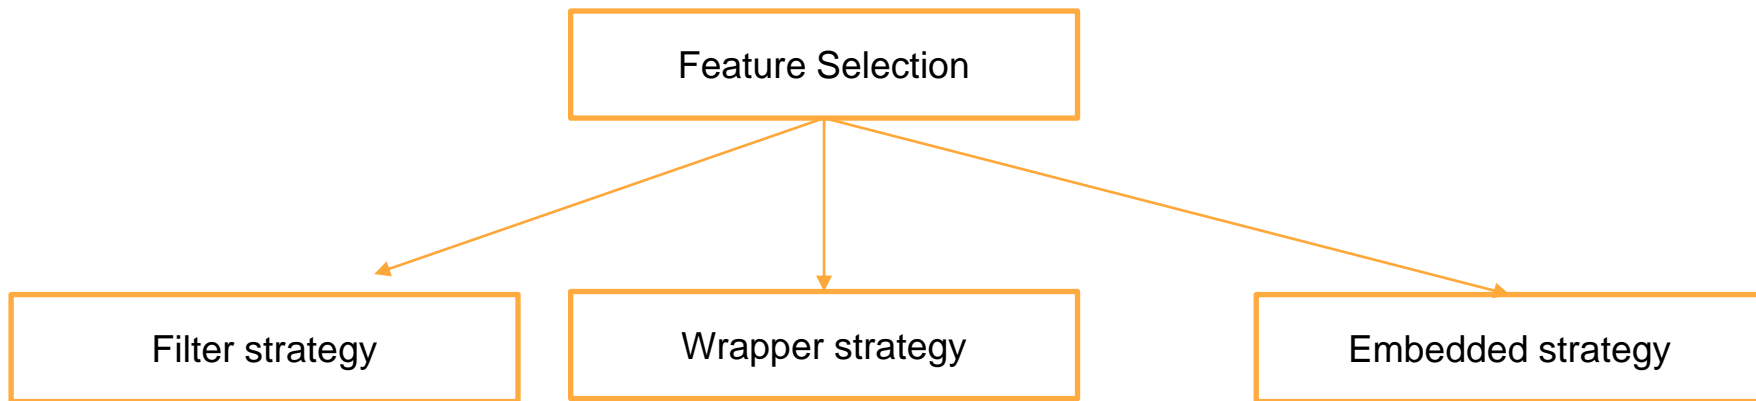 Feature Selection
Filter strategy
Wrapper strategy
Embedded strategy